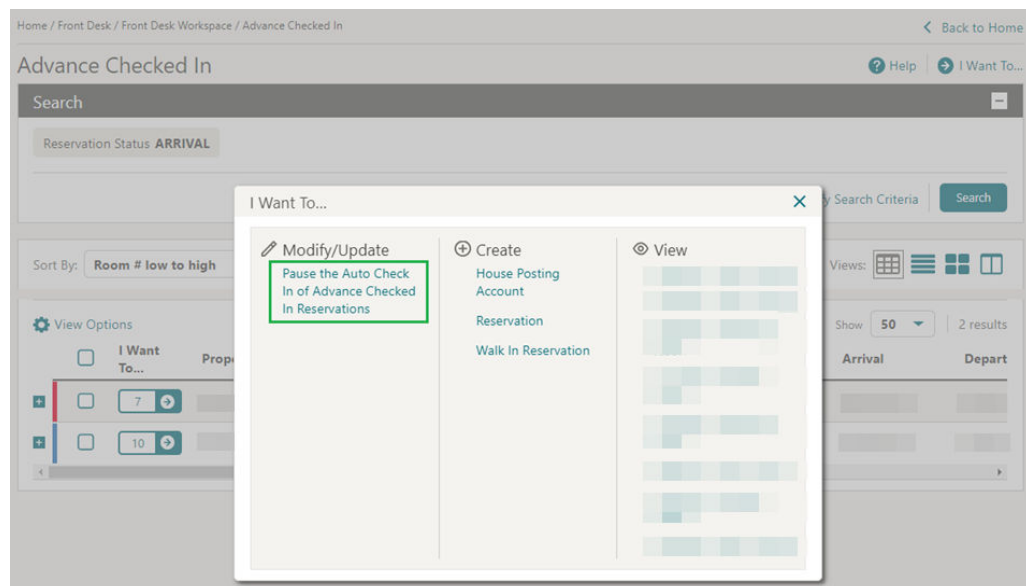 Home / Front Desk / Front Desk Workspace / Advance Checked In
Back to Home
Advance Checked In
Help
I Want To...
Search
Reservation Status ARRIVAL
Search Criteria
Search
I Want To...
Modify/Update
Pause the Auto Check
In of Advance Checked
In Reservations
Create
House Posting
Account
Reservation
Walk In Reservation
View
Sort By: Room # low to high
Views:
View Options
Show 50
2 results
I Want
To...
Arrival
Depart
7
10